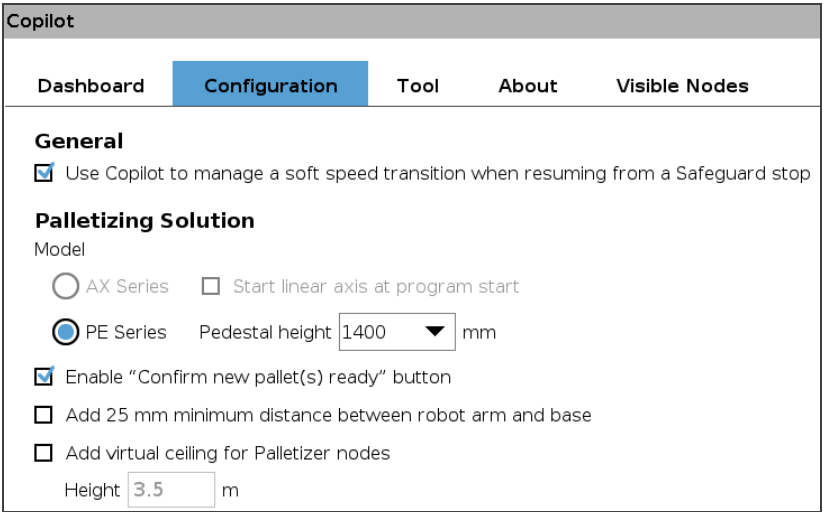 Copilot
Dashboard Configuration Tool About Visible Nodes
General
Use Copilot to manage a soft speed transition when resuming from a Safeguard stop
Palletizing Solution
Model
AX Series Start linear axis at program start
PE Series Pedestal height 1400 mm
Enable “Confirm new pallet(s) ready” button
Add 25 mm minimum distance between robot arm and base
Add virtual ceiling for Palletizer nodes
Height 3.5 m